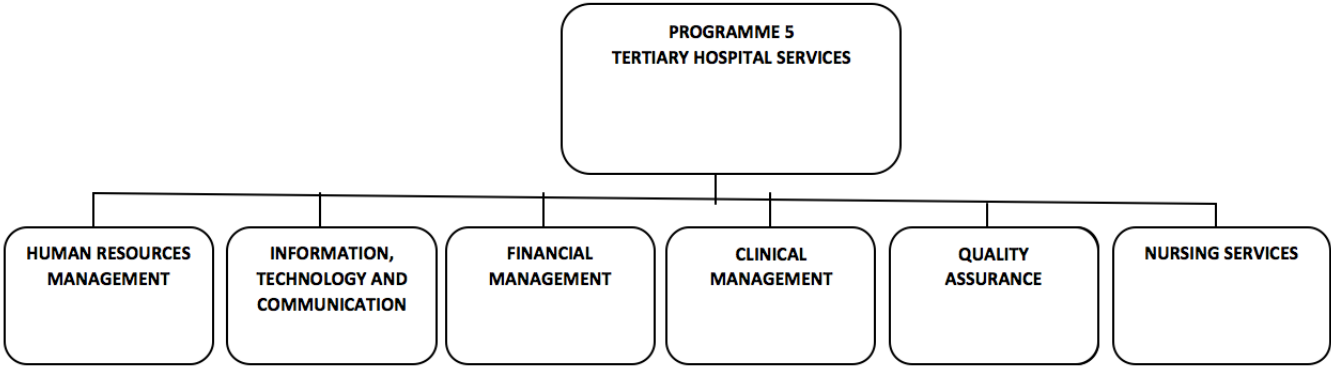 PROGRAMME 5
TERTIARY HOSPITAL SERVICES
HUMAN RESOURCES
MANAGEMENT
INFORMATION,
TECHNOLOGY AND
COMMUNICATION
FINANCIAL
MANAGEMENT
CLINICAL
MANAGEMENT
QUALITY
ASSURANCE
NURSING SERVICES